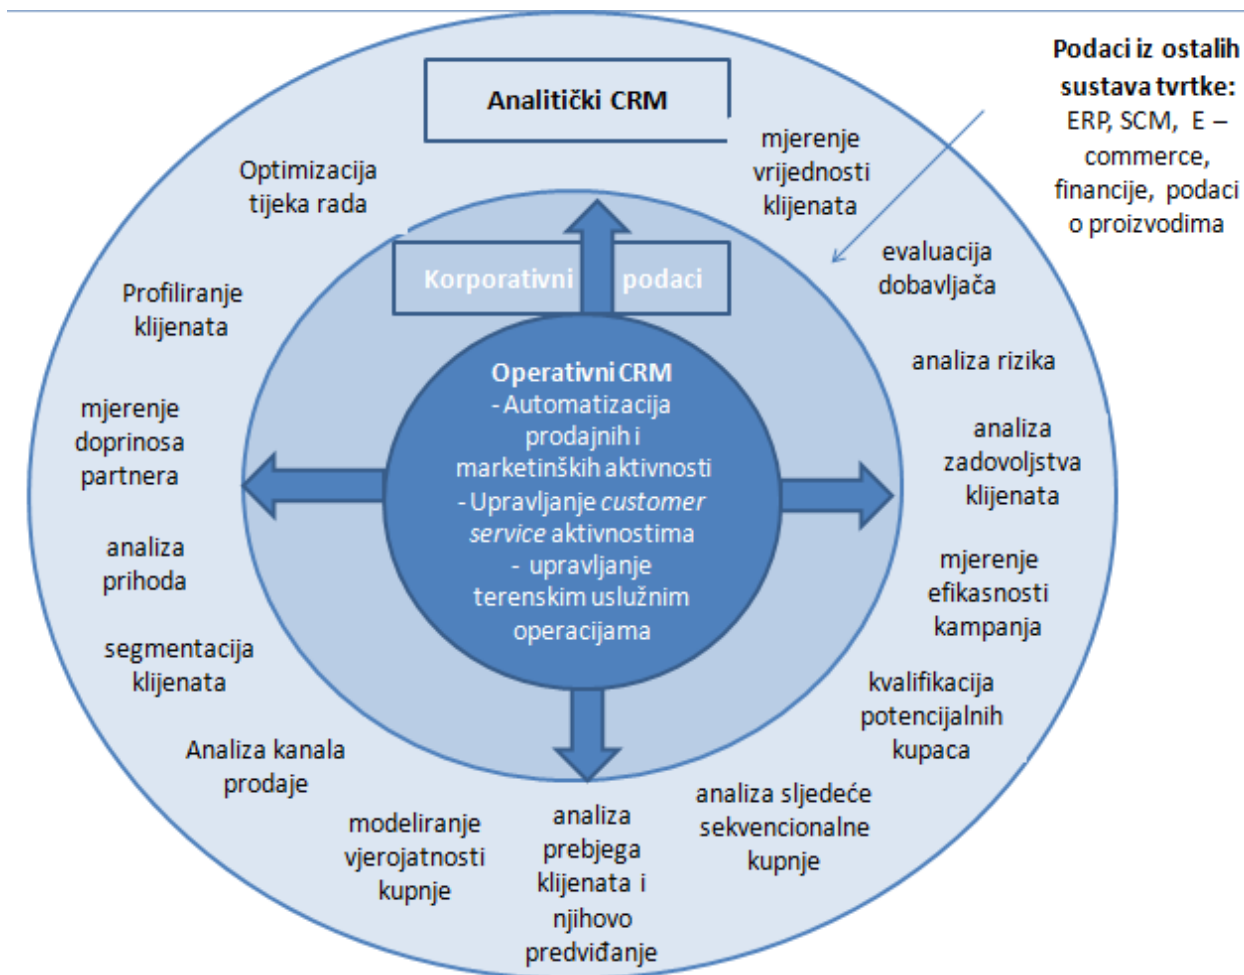 Analitički CRM
Podaci iz ostalih
sustava tvrtke:
ERP, SCM, E –
commerce,
financije, podaci
o proizvodima
Optimizacija
tijeka rada
mjerenje
vrijednosti
klijenata
evaluacija
dobavljača
Profiliranje
klijenata
analiza rizika
mjerenje
doprinosa
partnera
analiza
zadovoljstva
klijenata
analiza
prihoda
mjerenje
efikasnosti
kampanja
segmentacija
klijenata
kvalifikacija
potencijalnih
kupaca
Analiza kanala
prodaje
modeliranje
vjerojatnosti
kupnje
analiza
prebjega
klijenata i
njihovo
predviđanje
analiza sljedeće
sekvencionalne
kupnje
Korporativni podaci
Operativni CRM
- Automatizacija
prodajnih i
marketinških aktivnosti
- Upravljanje customer
service aktivnostima
- upravljanje
terenskim uslužnim
operacijama